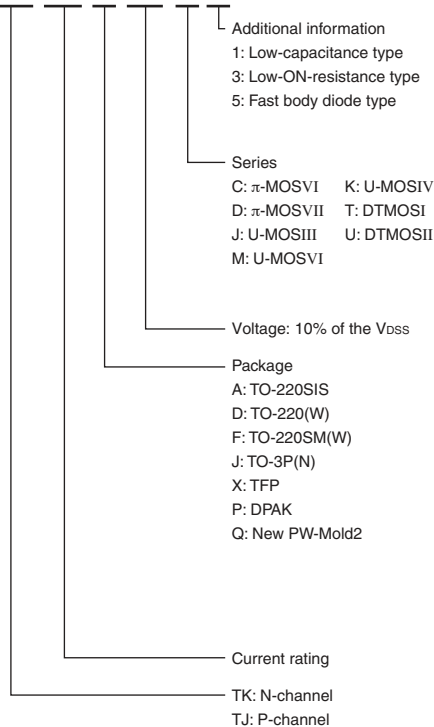 Additional information
1: Low-capacitance type
3: Low-ON-resistance type
5: Fast body diode type
Series
C: π-MOSVI K: U-MOSIV
D: π-MOSVII T: DTMOSI
J: U-MOSIII U: DTMOSII
M: U-MOSVI
Voltage: 10% of the VDSS
Package
A: TO-220SIS
D: TO-220(W)
F: TO-220SM(W)
J: TO-3P(N)
X: TFP
P: DPAK
Q: New PW-Mold2
Current rating
TK: N-channel
TJ: P-channel